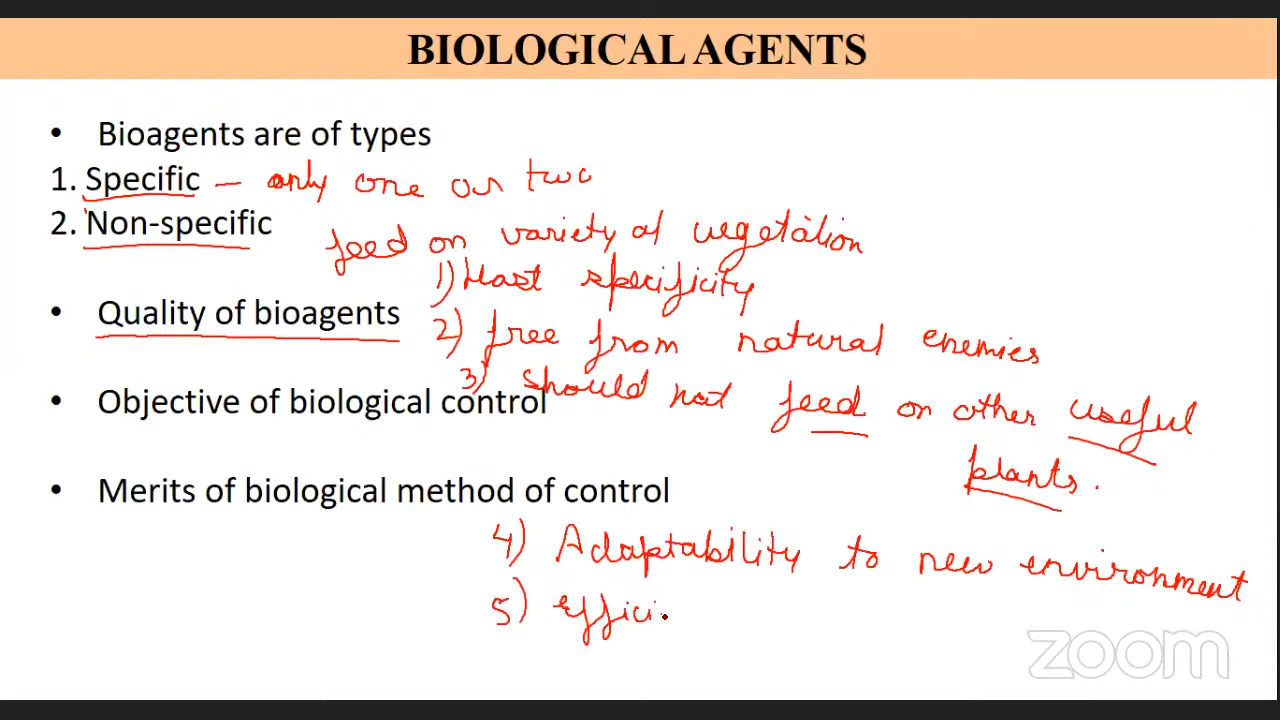 BIOLOGICAL AGENTS
• Bioagents are of types
1. Specific – only one or two
2. Non-specific
feed on variety of vegetation
1) Host specificity
• Quality of bioagents
2) free from natural enemies
3) should not feed on other useful
plants.
• Objective of biological control
• Merits of biological method of control
4) Adaptability to new environment
5) Effici
zoom